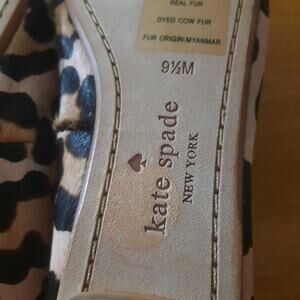 REAL FUR
DYED COW FUR
FUR ORIGIN:MYANMAR
9½M
kate spade
NEW YORK